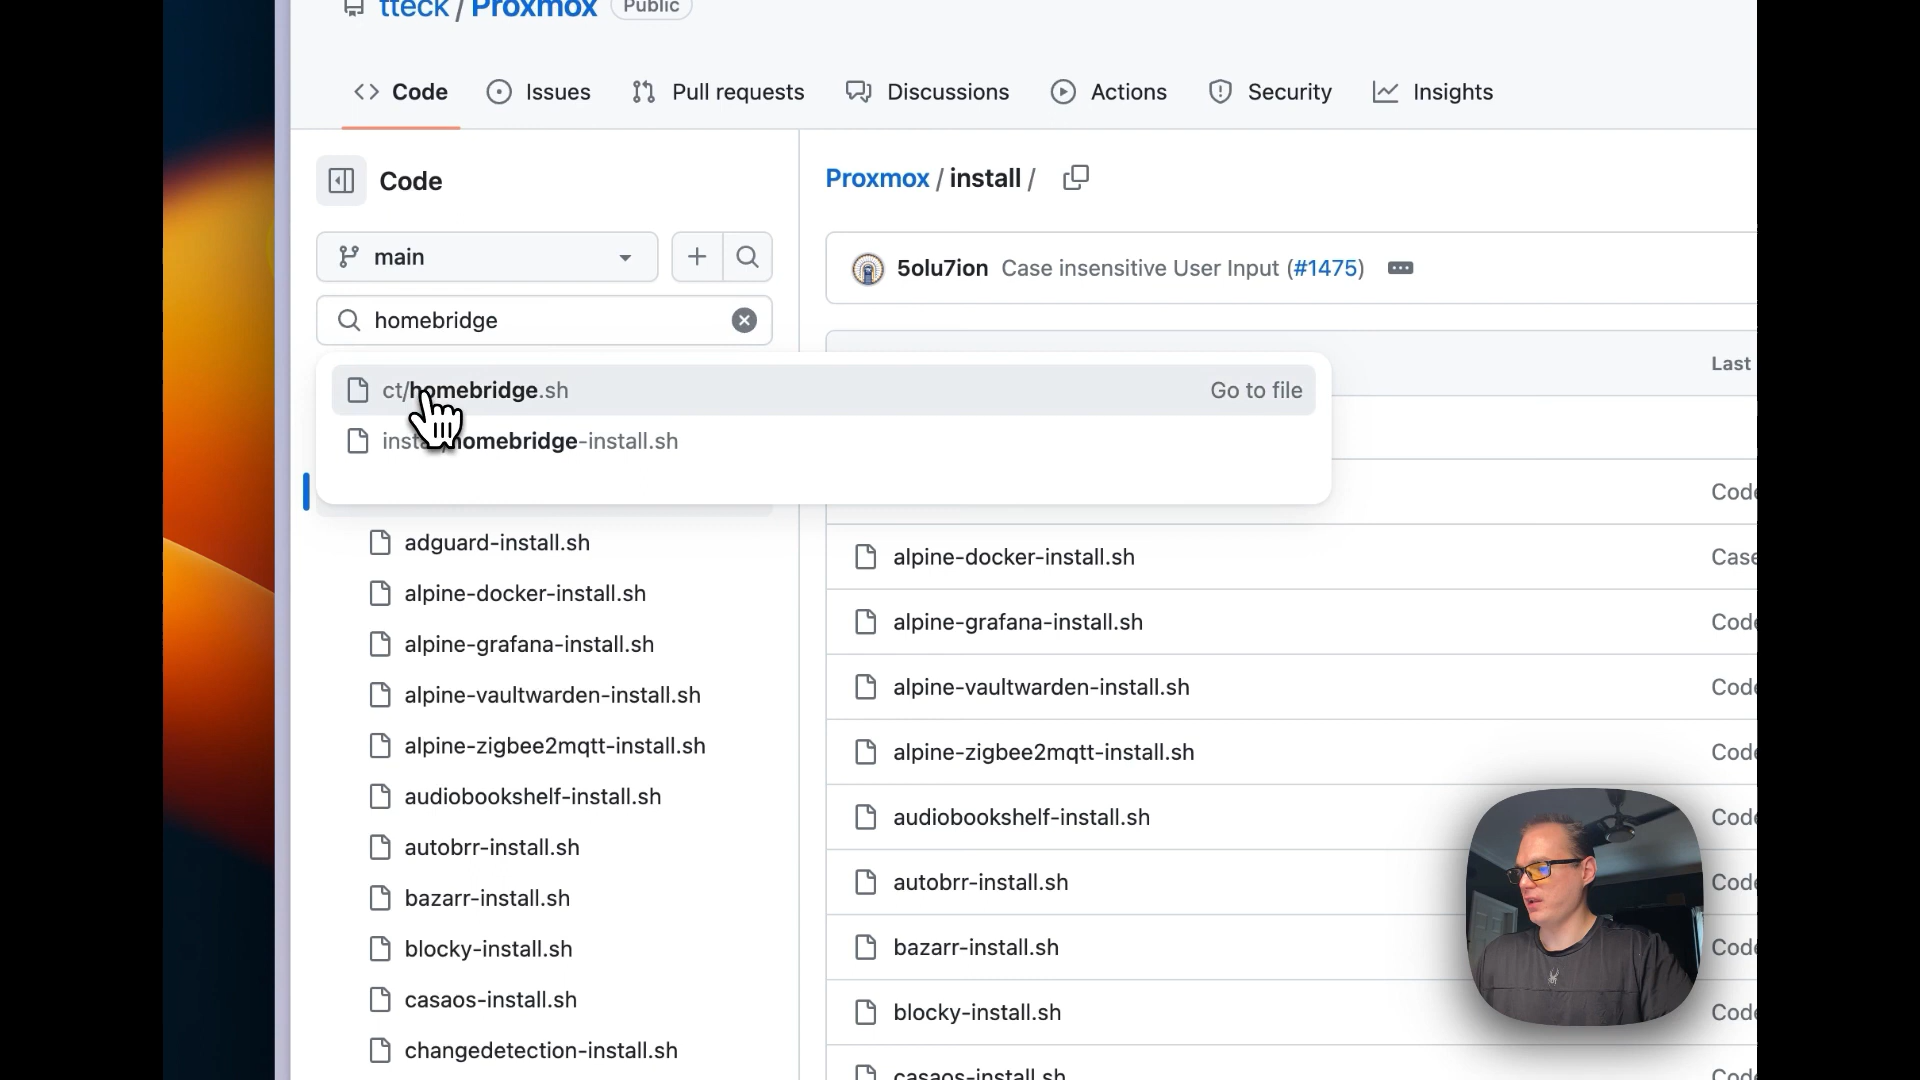 tteck / Proxmox Public
Code Issues Pull requests Discussions Actions Security Insights
Code
main
homebridge
ct/homebridge.sh Go to file
homebridge-install.sh
adguard-install.sh
alpine-docker-install.sh
alpine-grafana-install.sh
alpine-vaultwarden-install.sh
alpine-zigbee2mqtt-install.sh
audiobookshelf-install.sh
autobrr-install.sh
bazarr-install.sh
blocky-install.sh
casaos-install.sh
changedetection-install.sh
Proxmox / install /
5olu7ion Case insensitive User Input (#1475)
Last
Code
alpine-docker-install.sh Case
alpine-grafana-install.sh Code
alpine-vaultwarden-install.sh Code
alpine-zigbee2mqtt-install.sh Code
audiobookshelf-install.sh Code
autobrr-install.sh Code
bazarr-install.sh Code
blocky-install.sh Code
casaos-install.sh Code